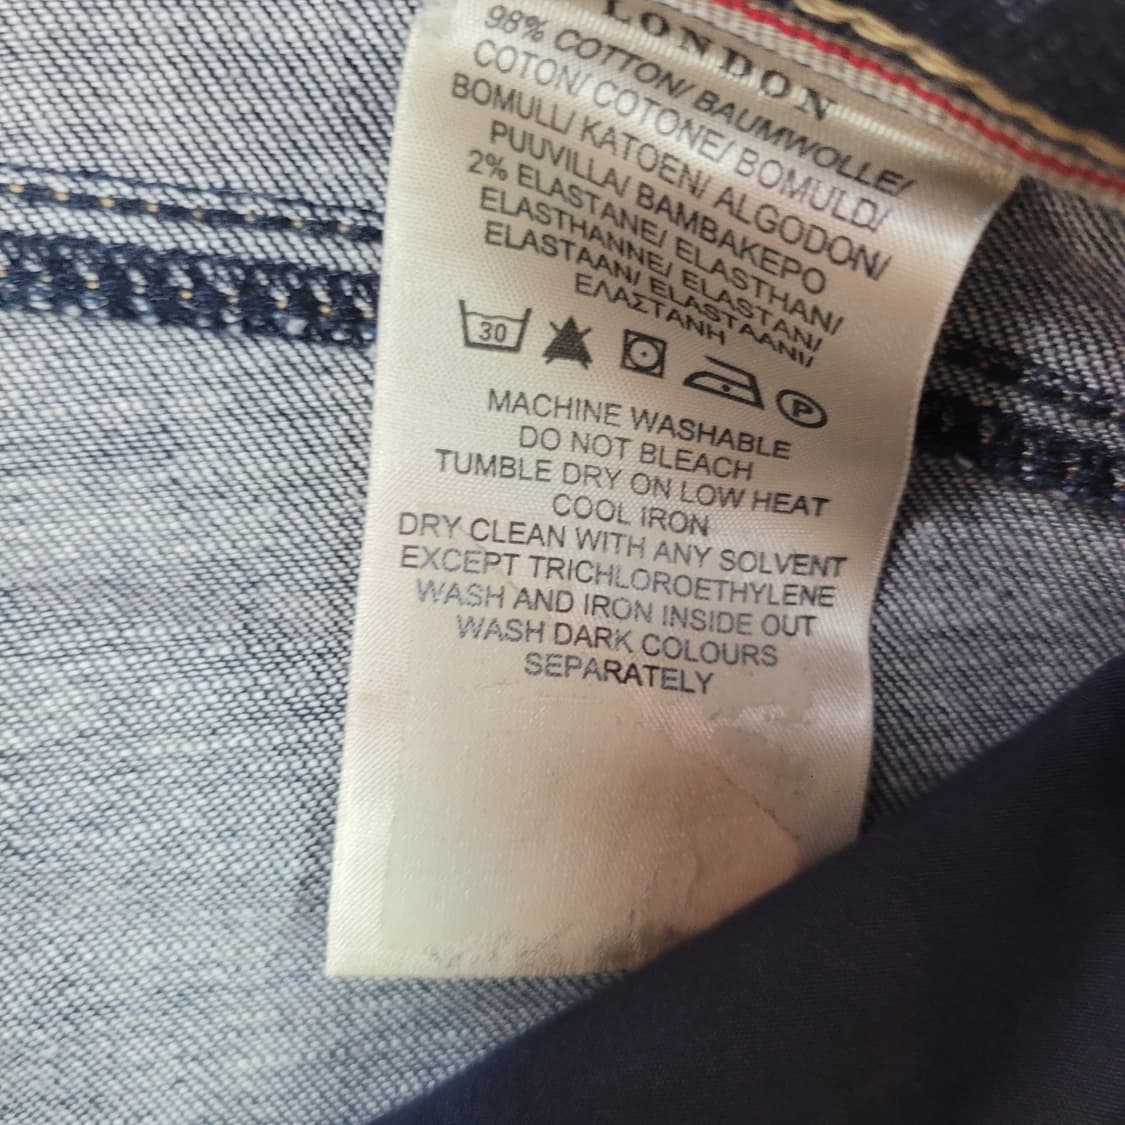 LONDON
98% COTTON/ BAUMWOLLE/
COTON/ COTONE/ BOMULD/
BOMULL/ KATOEN/ ALGODON/
PUUVILLA/ ΒΑΜΒΑΚΕΡΟ
2% ELASTANE/ ELASTHAN/
ELASTHANNE/ ELASTAN/
ELASTAAN/ ELASTAANI/
ΕΛΑΣΤΑΝΗ
30
P
MACHINE WASHABLE
DO NOT BLEACH
TUMBLE DRY ON LOW HEAT
COOL IRON
DRY CLEAN WITH ANY SOLVENT
EXCEPT TRICHLOROETHYLENE
WASH AND IRON INSIDE OUT
WASH DARK COLOURS
SEPARATELY